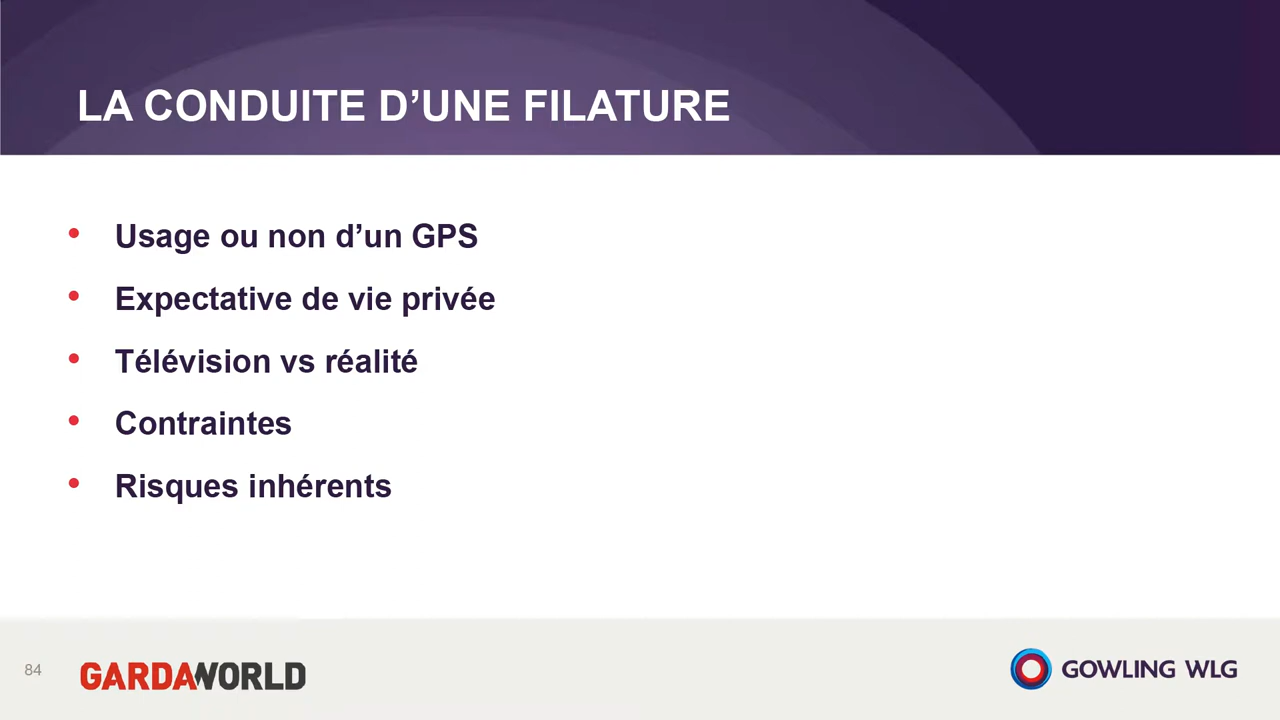 LA CONDUITE D’UNE FILATURE
• Usage ou non d’un GPS
• Expectative de vie privée
• Télévision vs réalité
• Contraintes
• Risques inhérents
84
GARDAWORLD
GOWLING WLG